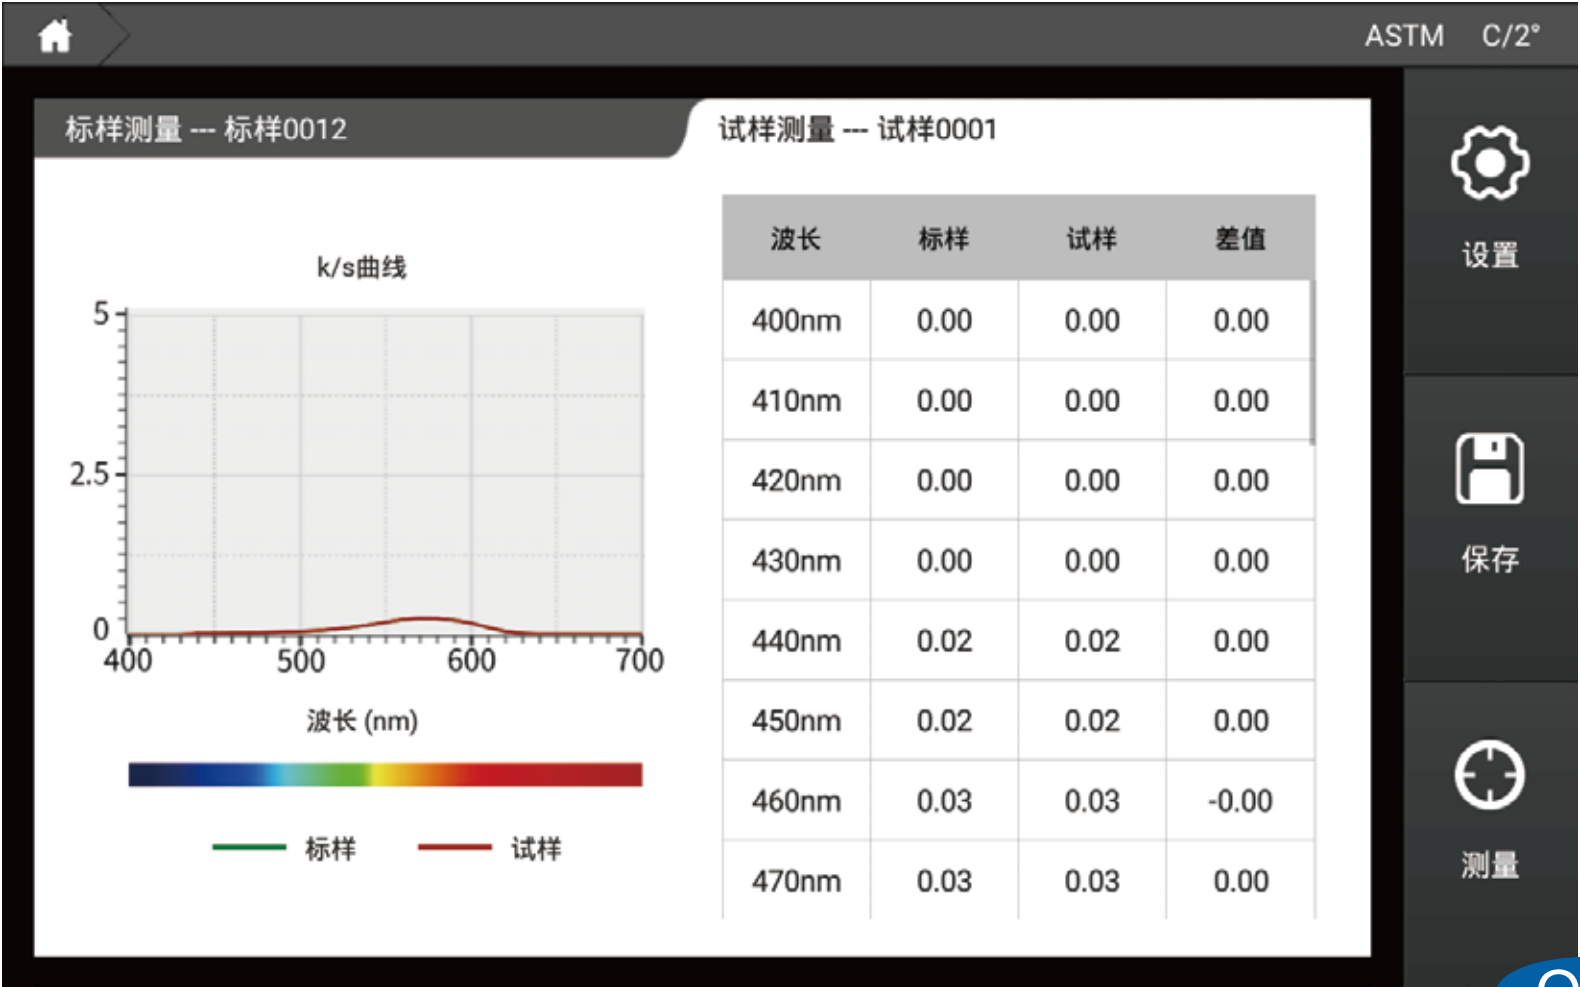 ASTM C/2°
标样测量 --- 标样0012
试样测量 --- 试样0001
k/s曲线
5
2.5
0
400 500 600 700
波长 (nm)
标样 试样
波长 标样 试样 差值
400nm 0.00 0.00 0.00
410nm 0.00 0.00 0.00
420nm 0.00 0.00 0.00
430nm 0.00 0.00 0.00
440nm 0.02 0.02 0.00
450nm 0.02 0.02 0.00
460nm 0.03 0.03 -0.00
470nm 0.03 0.03 0.00
设置
保存
测量